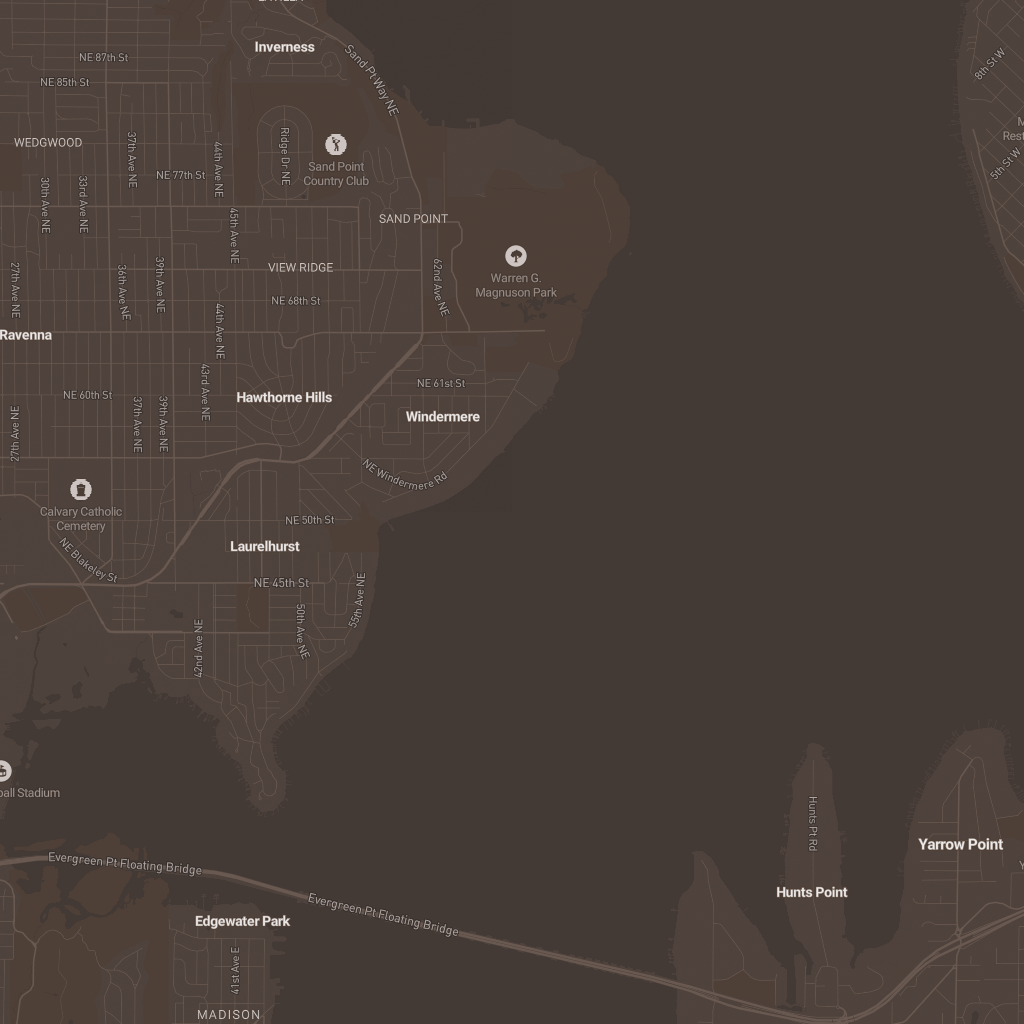 Inverness
Sand Pt Way NE
NE 87th St
8th St W
NE 85th St
Ridge Dr NE
WEDGWOOD
37th Ave NE
44th Ave NE
Sand Point
Country Club
5th St W
NE 77th St
30th Ave NE
33rd Ave NE
SAND POINT
45th Ave NE
VIEW RIDGE
62nd Ave NE
Warren G.
Magnuson Park
27th Ave NE
36th Ave NE
39th Ave NE
NE 68th St
44th Ave NE
Ravenna
NE 61st St
43rd Ave NE
NE 60th St
Hawthorne Hills
Windermere
27th Ave NE
37th Ave NE
39th Ave NE
NE Windermere Rd
Calvary Catholic
Cemetery
NE 50th St
Laurelhurst
NE Blakeley St
NE 45th St
55th Ave NE
50th Ave NE
42nd Ave NE
ball Stadium
Hunts Pt Rd
Yarrow Point
Evergreen Pt Floating Bridge
Hunts Point
Evergreen Pt Floating Bridge
Edgewater Park
41st Ave E
MADISON